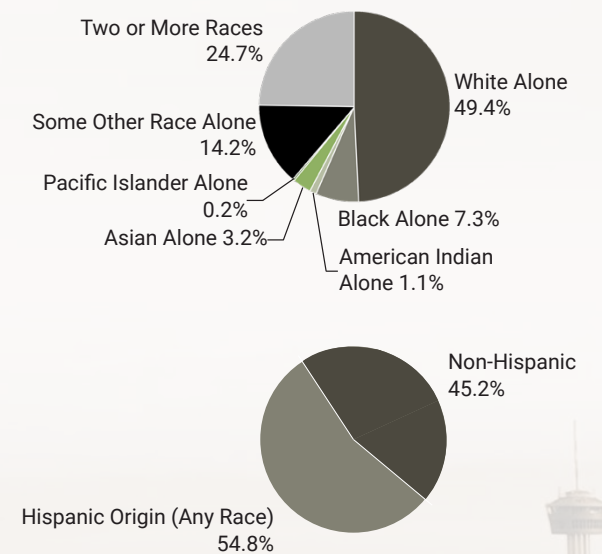 Two or More Races
24.7%
White Alone
49.4%
Some Other Race Alone
14.2%
Pacific Islander Alone
0.2%
Black Alone 7.3%
Asian Alone 3.2%
American Indian
Alone 1.1%
Non-Hispanic
45.2%
Hispanic Origin (Any Race)
54.8%